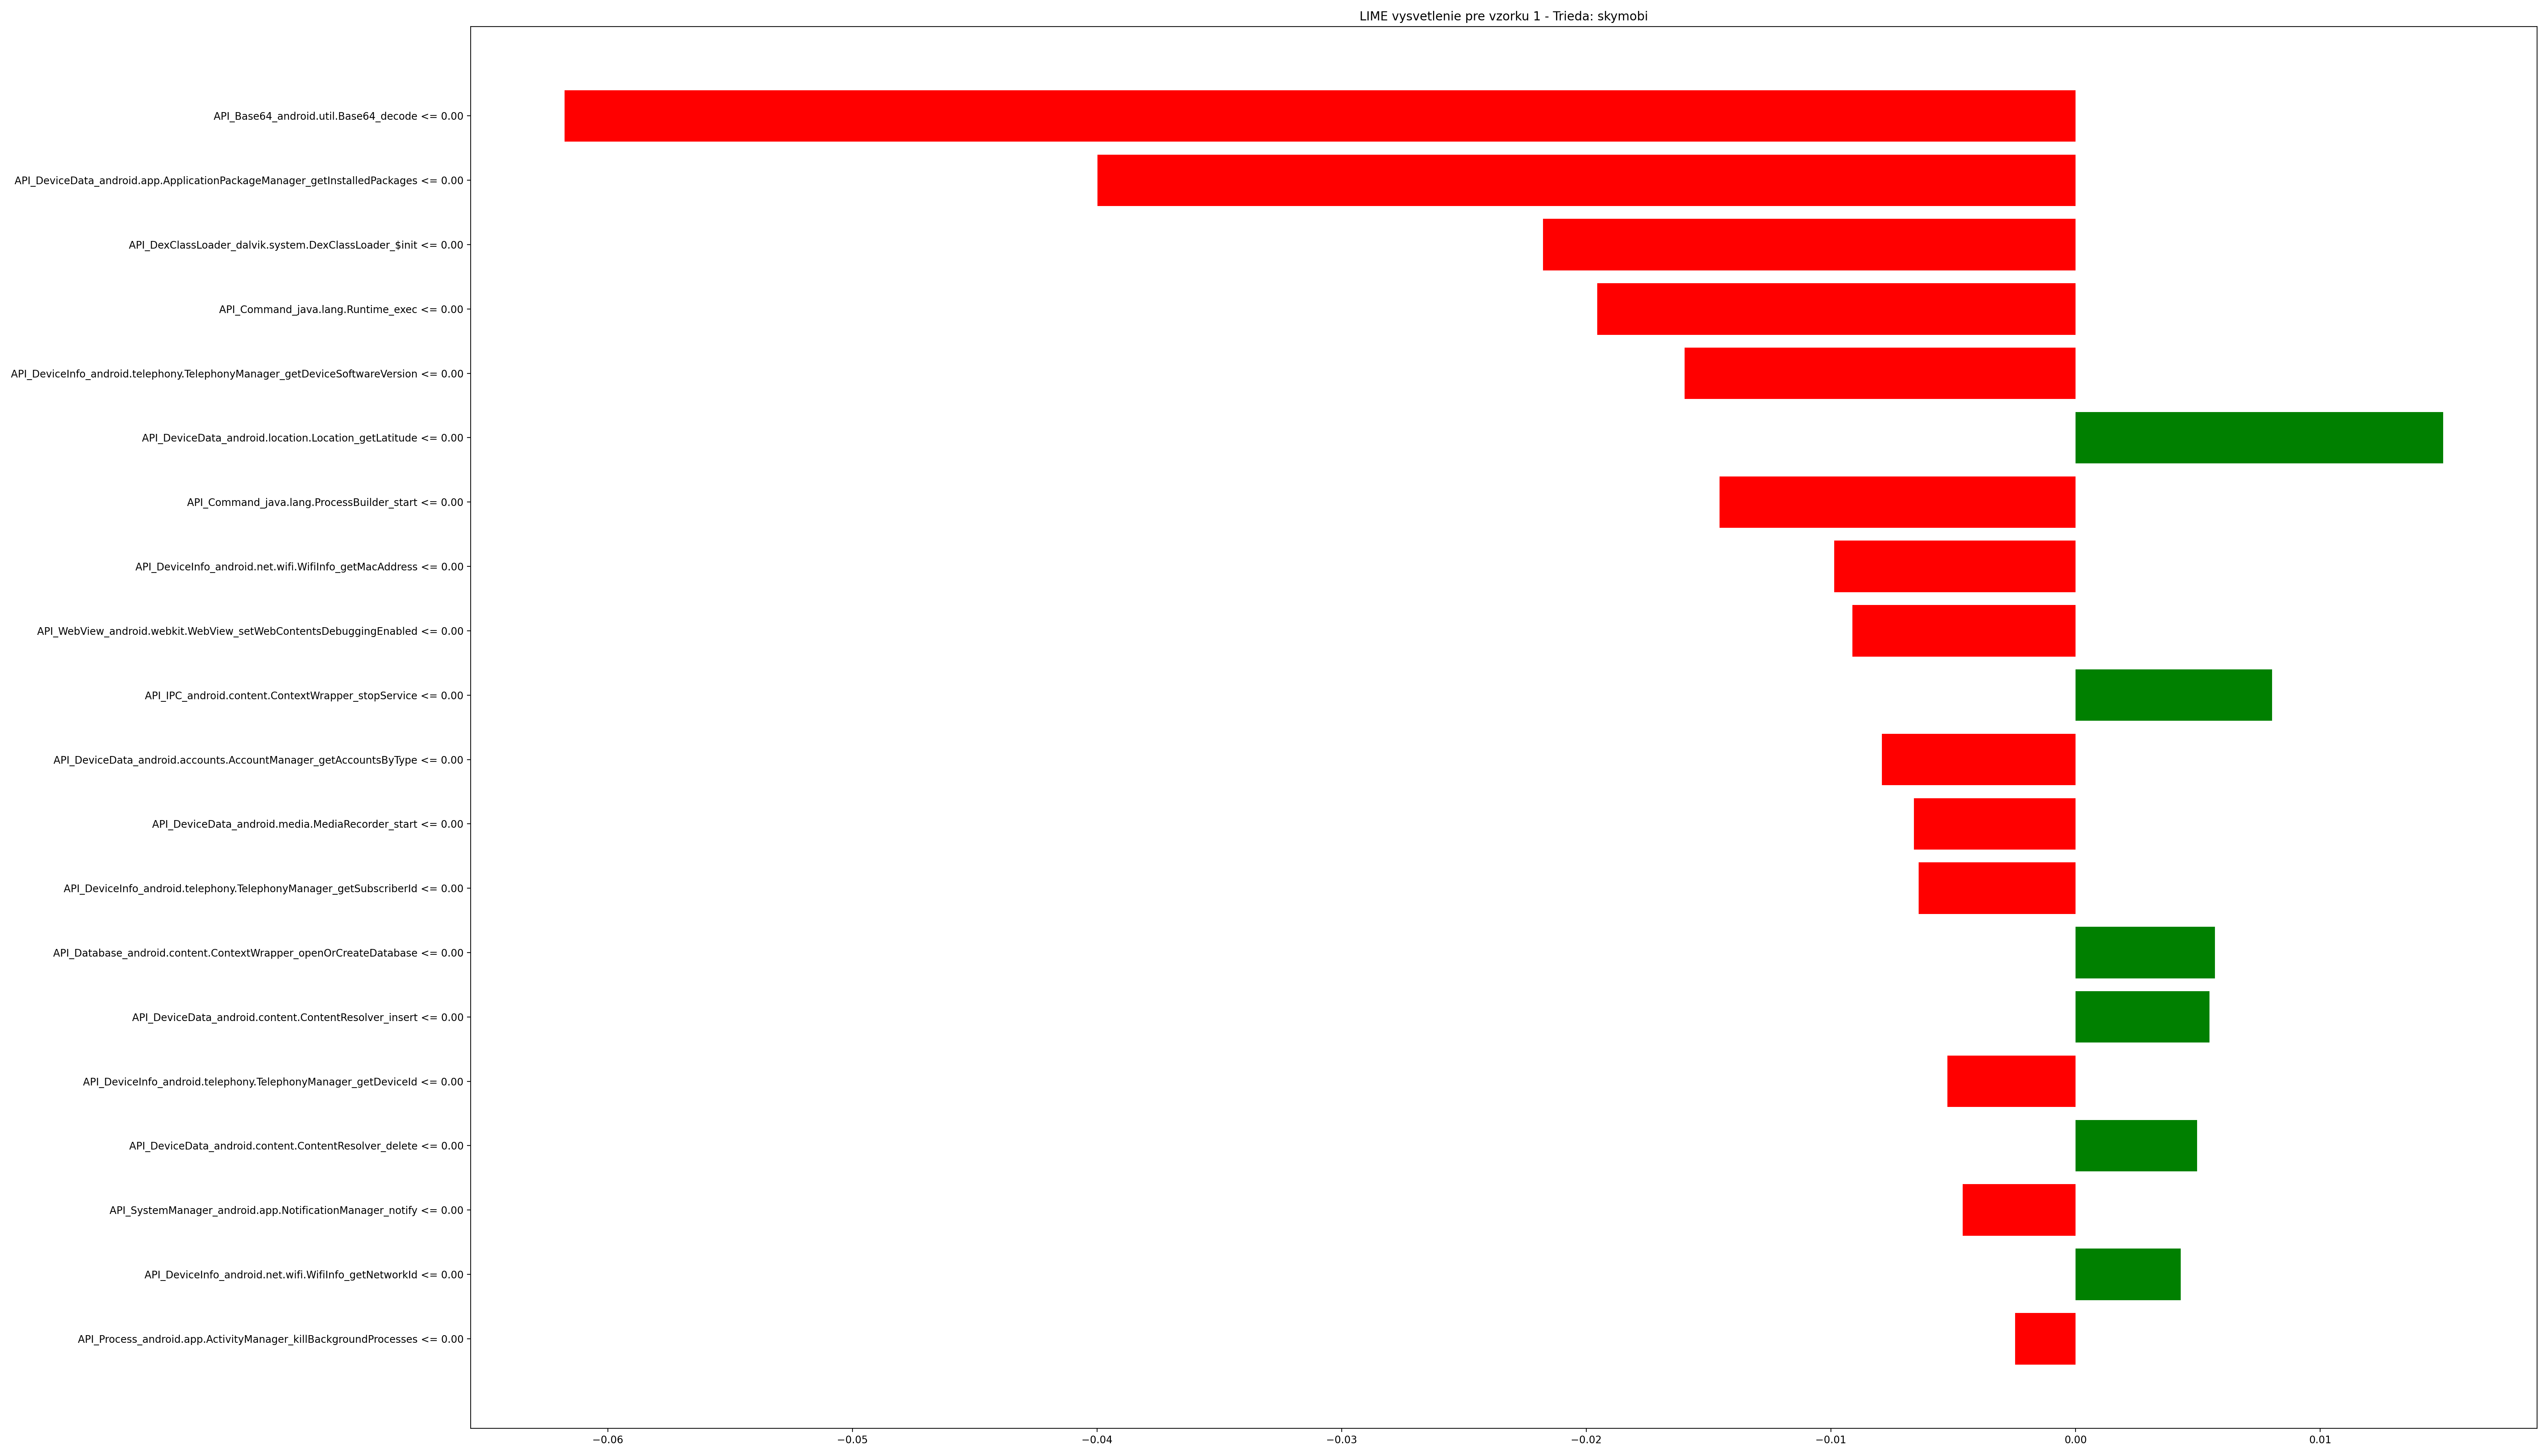 LIME vysvetlenie pre vzorku 1 - Trieda: skymobi
API_Base64_android.util.Base64_decode <= 0.00
API_DeviceData_android.app.ApplicationPackageManager_getInstalledPackages <= 0.00
API_DexClassLoader_dalvik.system.DexClassLoader_$init <= 0.00
API_Command_java.lang.Runtime_exec <= 0.00
API_DeviceInfo_android.telephony.TelephonyManager_getDeviceSoftwareVersion <= 0.00
API_DeviceData_android.location.Location_getLatitude <= 0.00
API_Command_java.lang.ProcessBuilder_start <= 0.00
API_DeviceInfo_android.net.wifi.WifiInfo_getMacAddress <= 0.00
API_WebView_android.webkit.WebView_setWebContentsDebuggingEnabled <= 0.00
API_IPC_android.content.ContextWrapper_stopService <= 0.00
API_DeviceData_android.accounts.AccountManager_getAccountsByType <= 0.00
API_DeviceData_android.media.MediaRecorder_start <= 0.00
API_DeviceInfo_android.telephony.TelephonyManager_getSubscriberId <= 0.00
API_Database_android.content.ContextWrapper_openOrCreateDatabase <= 0.00
API_DeviceData_android.content.ContentResolver_insert <= 0.00
API_DeviceInfo_android.telephony.TelephonyManager_getDeviceId <= 0.00
API_DeviceData_android.content.ContentResolver_delete <= 0.00
API_SystemManager_android.app.NotificationManager_notify <= 0.00
API_DeviceInfo_android.net.wifi.WifiInfo_getNetworkId <= 0.00
API_Process_android.app.ActivityManager_killBackgroundProcesses <= 0.00
−0.06 −0.05 −0.04 −0.03 −0.02 −0.01 0.00 0.01